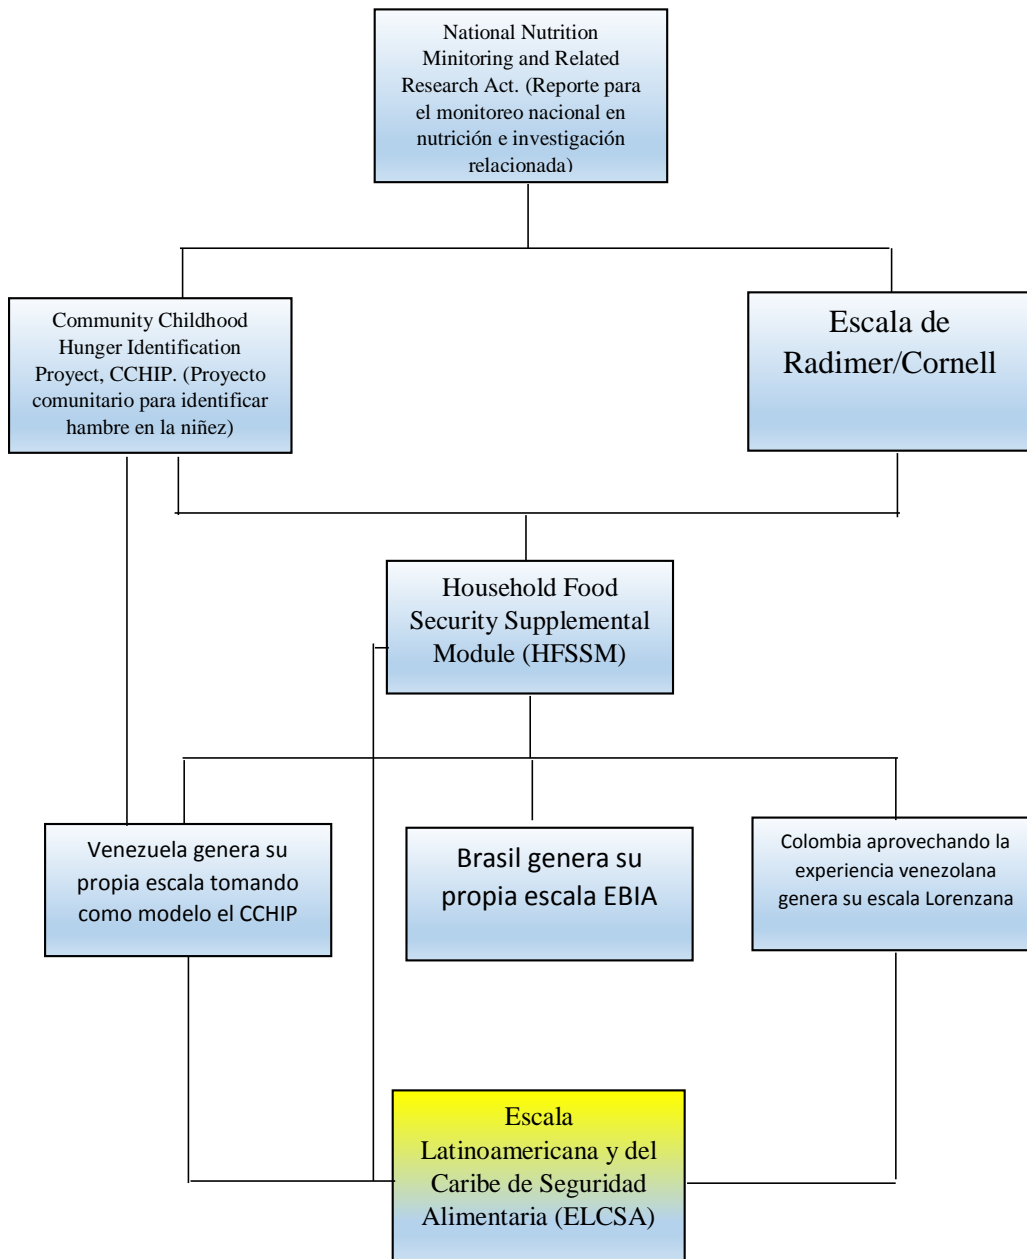 National Nutrition
Minitoring and Related
Research Act. (Reporte para
el monitoreo nacional en
nutrición e investigación
relacionada)
Community Childhood
Hunger Identification
Proyect, CCHIP. (Proyecto
comunitario para identificar
hambre en la niñez)
Escala de
Radimer/Cornell
Household Food
Security Supplemental
Module (HFSSM)
Venezuela genera su
propia escala tomando
como modelo el CCHIP
Brasil genera su
propia escala EBIA
Colombia aprovechando la
experiencia venezolana
genera su escala Lorenzana
Escala
Latinoamericana y del
Caribe de Seguridad
Alimentaria (ELCSA)